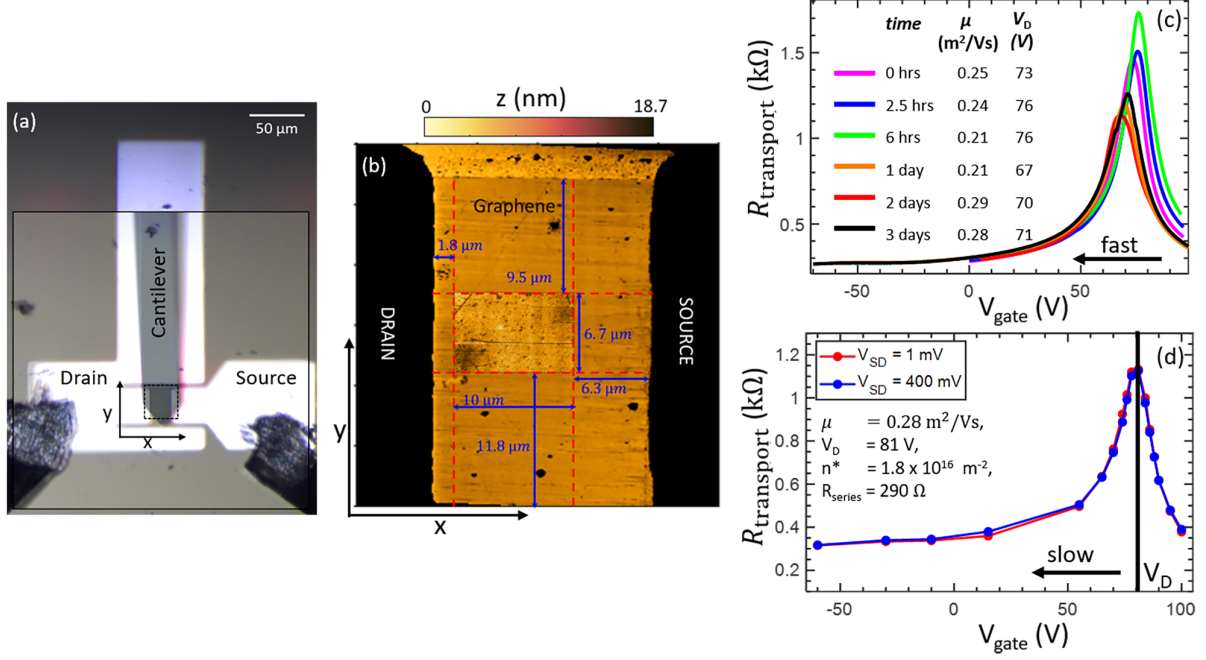 (a)
50 μm
Cantilever
Drain
Source
y
x
z (nm)
0
18.7
(b)
Graphene
1.8 μm
9.5 μm
DRAIN
SOURCE
6.7 μm
6.3 μm
10 μm
11.8 μm
y
x
(c)
time μ V_D
(m²/Vs) (V)
0 hrs 0.25 73
2.5 hrs 0.24 76
6 hrs 0.21 76
1 day 0.21 67
2 days 0.29 70
3 days 0.28 71
fast
R_transport (kΩ)
1.5
1
0.5
-50 0 50
V_gate (V)
(d)
V_SD = 1 mV
V_SD = 400 mV
μ = 0.28 m²/Vs,
V_D = 81 V,
n* = 1.8 x 10¹⁶ m⁻²,
R_series = 290 Ω
slow
V_D
R_transport (kΩ)
1.2
1
0.8
0.6
0.4
0.2
-50 0 50 100
V_gate (V)